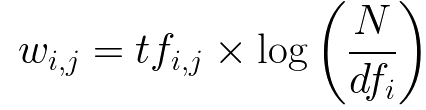 w_{i,j} = tf_{i,j} × log(N/df_i)